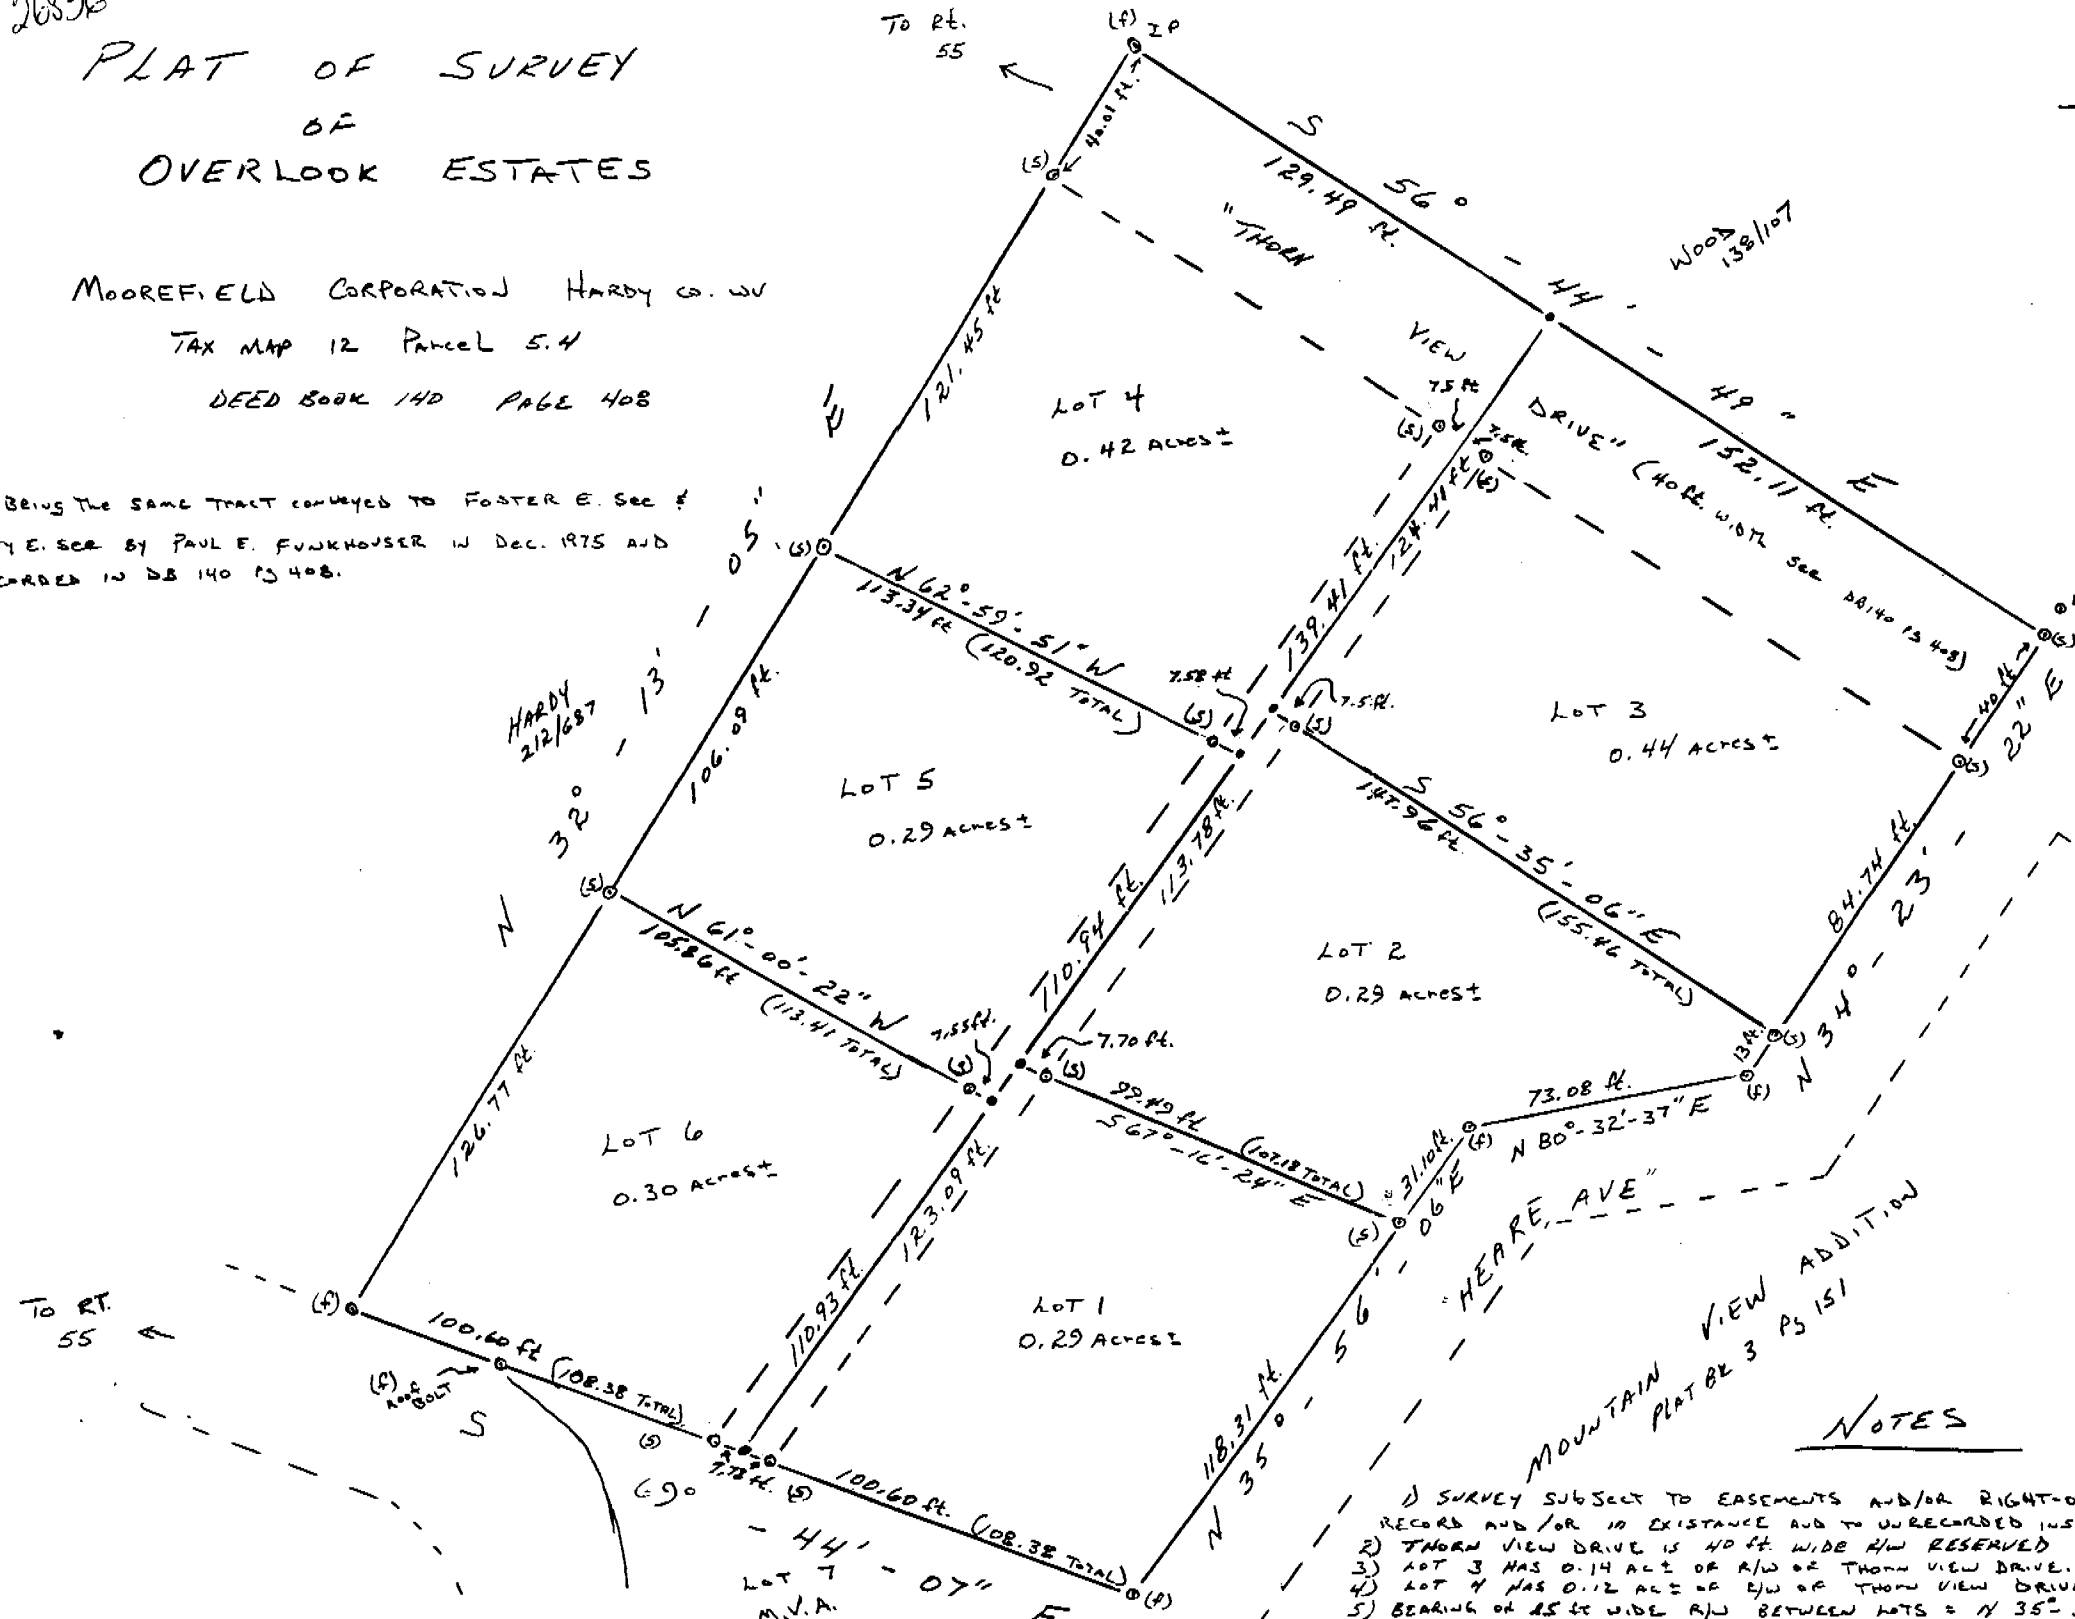 26856
PLAT OF SURVEY
OF
OVERLOOK ESTATES
MOOREFIELD CORPORATION HARDY CO. WV
TAX MAP 12 PARCEL 5.4
DEED BOOK 140 PAGE 408
BEING THE SAME TRACT CONVEYED TO FOSTER E. SEE &
Y E. SEE BY PAUL E. FUNKHOUSER IN DEC. 1975 AND
CORDED IN DB 140 PG 408.
TO RT.
55
(f) IP
40.01 ft.
(S)
S 56° - 44' - 49" E
129.49 ft.
152.11 ft.
WOOD
138/107
"THORN VIEW DRIVE" (40 ft. WIDTH SEE DB 140 PG 408)
121.45 ft
LOT 4
0.42 ACRES±
7.5 ft
(S)
7.5 ft.
(S)
139.41 ft.
124.41 ft
(S)
40 ft
(S)
N 32° - 13' - 05" E
(S)
N 62° - 59' - 51" W
113.34 ft (120.92 TOTAL)
7.58 ft
(S)
7.5 ft.
(S)
LOT 3
0.44 ACRES±
84.74 ft.
N 34° - 23' - 22" E
HARDY
212/687
106.09 ft.
LOT 5
0.29 ACRES±
110.94 ft.
113.78 ft.
S 56° - 35' - 06" E
147.96 ft. (155.46 TOTAL)
(S)
13 ft.
(f)
LOT 2
0.29 ACRES±
(S)
N 61° - 00' - 22" W
105.86 ft (113.41 TOTAL)
7.55 ft.
(S)
7.70 ft.
(S)
99.49 ft (107.18 TOTAL)
S 67° - 16' - 24" E
(S)
31.10 ft.
(f)
73.08 ft.
N 80° - 32' - 37" E
"HEARE AVE"
126.77 ft.
LOT 6
0.30 ACRES±
110.93 ft.
123.09 ft.
LOT 1
0.29 ACRES±
118.31 ft.
N 35° - 56' - 06" E
MOUNTAIN VIEW ADDITION
PLAT BK 3 PG 151
TO RT.
55
(f)
100.60 ft (108.38 TOTAL)
(f) ROOF
BOLT
(S)
7.78 ft.
(S)
100.60 ft. (108.38 TOTAL)
(f)
S 69° - 44' - 07" E
LOT 7
M.V.A.
NOTES
1) SURVEY SUBJECT TO EASEMENTS AND/OR RIGHT-O
RECORD AND/OR IN EXISTANCE AND TO UNRECORDED INS
2) THORN VIEW DRIVE IS 40 ft. WIDE R/W RESERVED
3) LOT 3 HAS 0.14 AC± OF R/W OF THORN VIEW DRIVE.
4) LOT 4 HAS 0.12 AC± OF R/W OF THORN VIEW DRIV
5) BEARING OF 15 ft WIDE R/W BETWEEN LOTS = N 35°